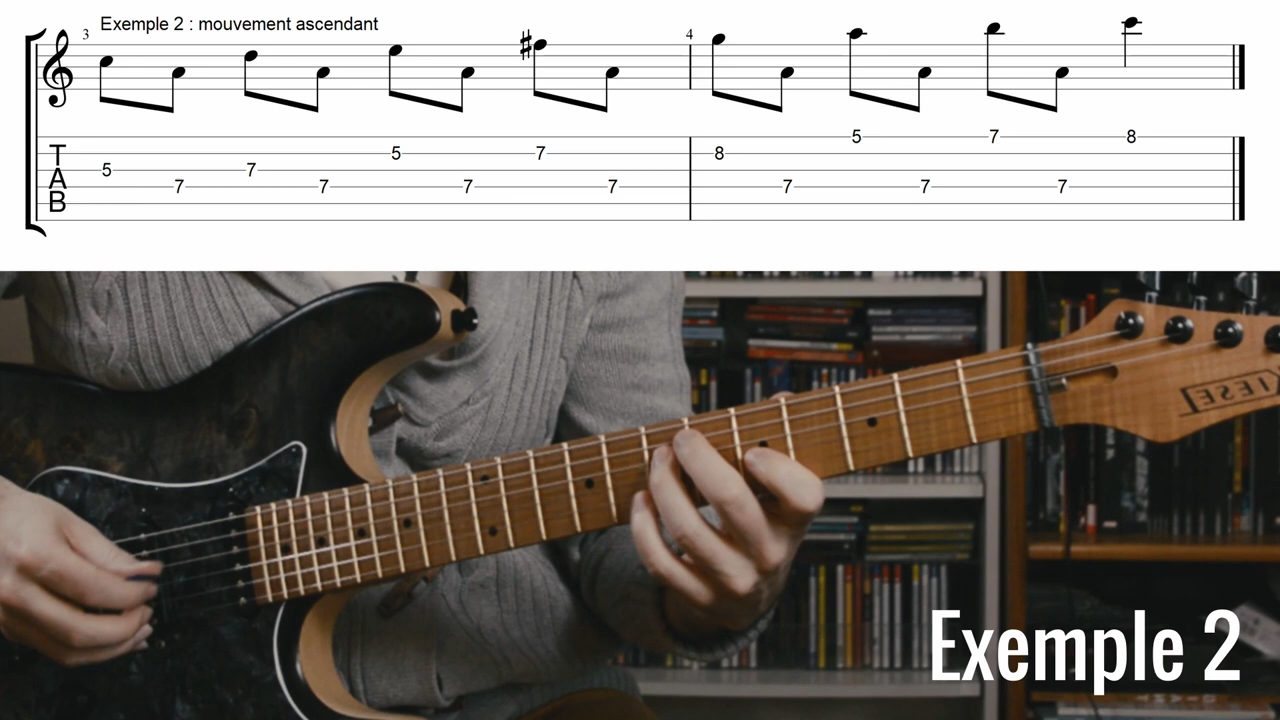 3 Exemple 2 : mouvement ascendant 4
5 7 8
T 5 7 8
5 7
A 7 7 7 7 7 7 7
B
Exemple 2